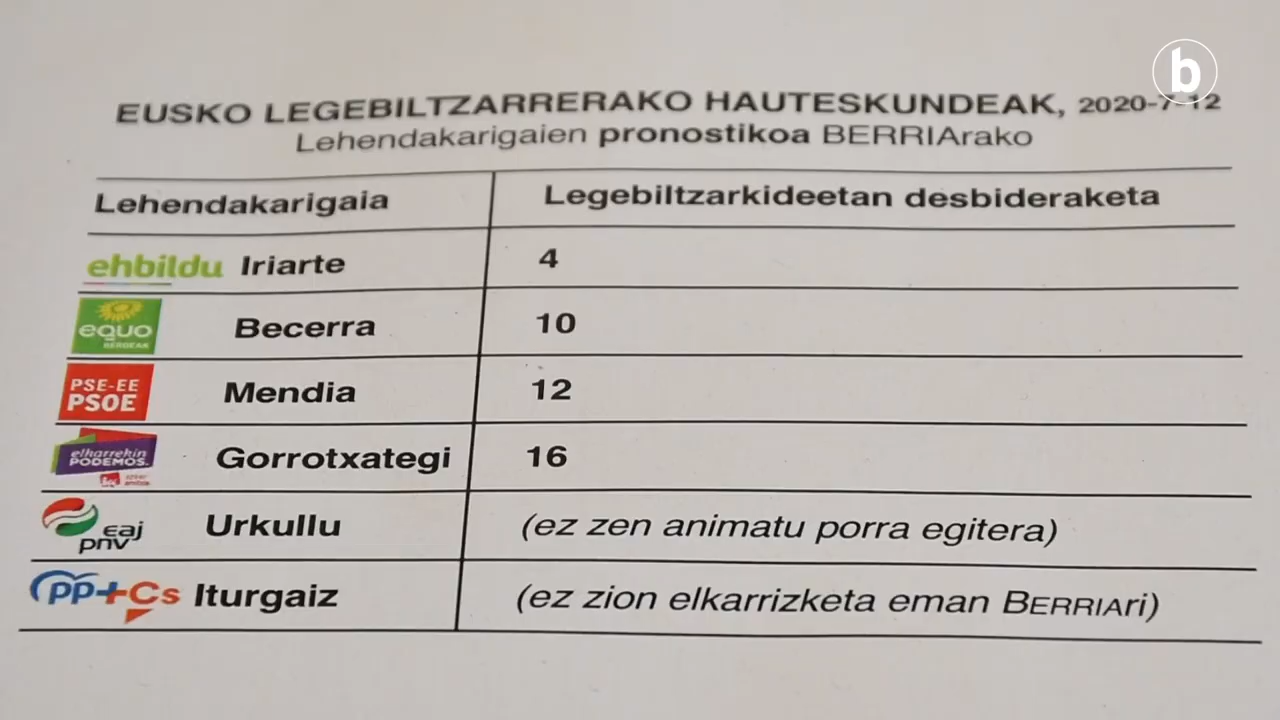 b
EUSKO LEGEBILTZARRERAKO HAUTESKUNDEAK, 2020-7-12
Lehendakarigaien pronostikoa BERRIArako
Lehendakarigaia Legebiltzarkideetan desbideraketa
ehbildu Iriarte 4
equo BERDEAK Becerra 10
PSE-EE PSOE Mendia 12
elkarrekin PODEMOS Gorrotxategi 16
eaj pnv Urkullu (ez zen animatu porra egitera)
pp+Cs Iturgaiz (ez zion elkarrizketa eman BERRIAri)